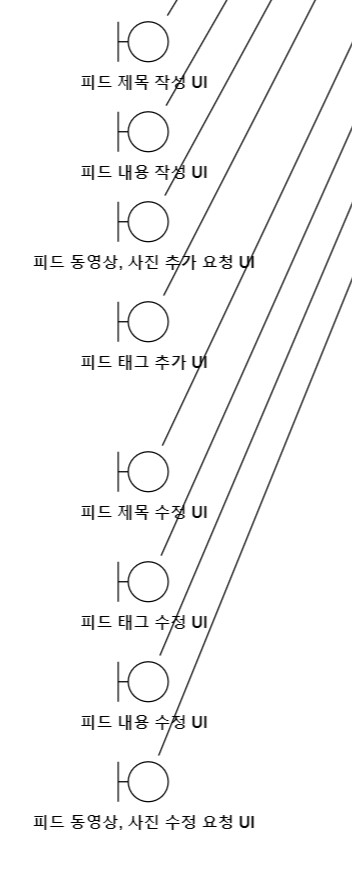 피드 제목 작성 UI
피드 내용 작성 UI
피드 동영상, 사진 추가 요청 UI
피드 태그 추가 UI
피드 제목 수정 UI
피드 태그 수정 UI
피드 내용 수정 UI
피드 동영상, 사진 수정 요청 UI